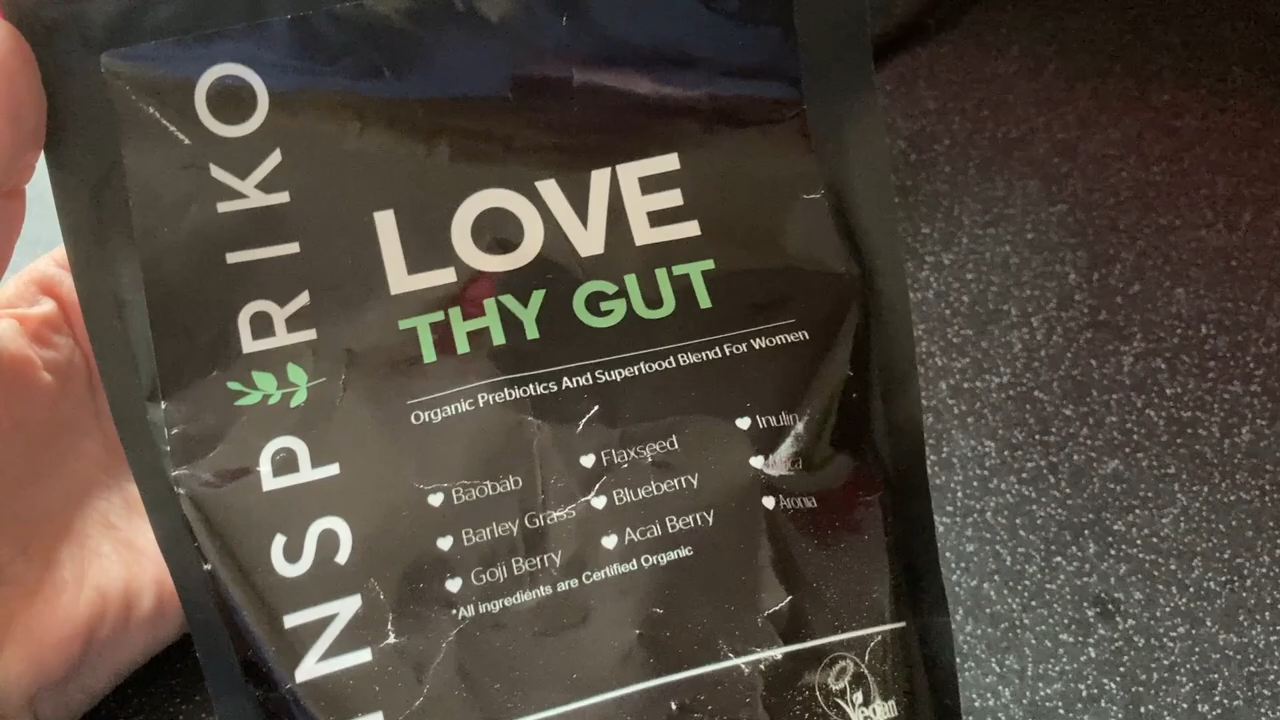 INSPRIKO
LOVE
THY GUT
Organic Prebiotics And Superfood Blend For Women
Baobab
Barley Grass
Goji Berry
Flaxseed
Blueberry
Acai Berry
Inulin
Aronia
*All ingredients are Certified Organic
Vegan